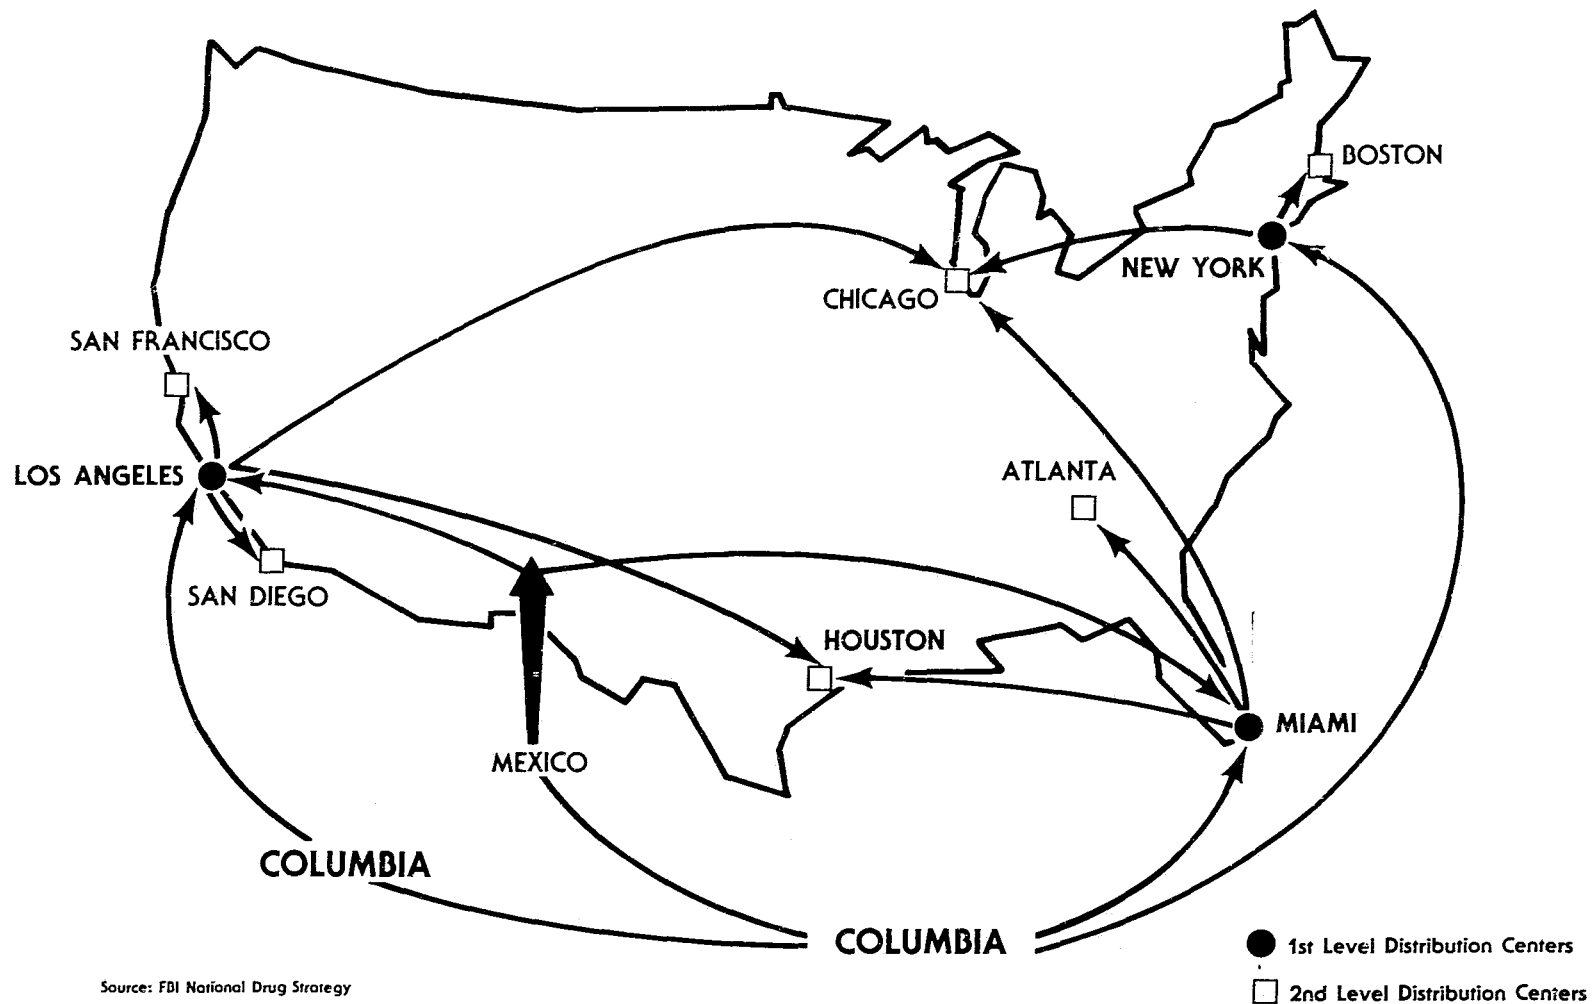 BOSTON
NEW YORK
CHICAGO
SAN FRANCISCO
LOS ANGELES
ATLANTA
SAN DIEGO
HOUSTON
MIAMI
MEXICO
COLUMBIA
COLUMBIA
1st Level Distribution Centers
2nd Level Distribution Centers
Source: FBI National Drug Strategy